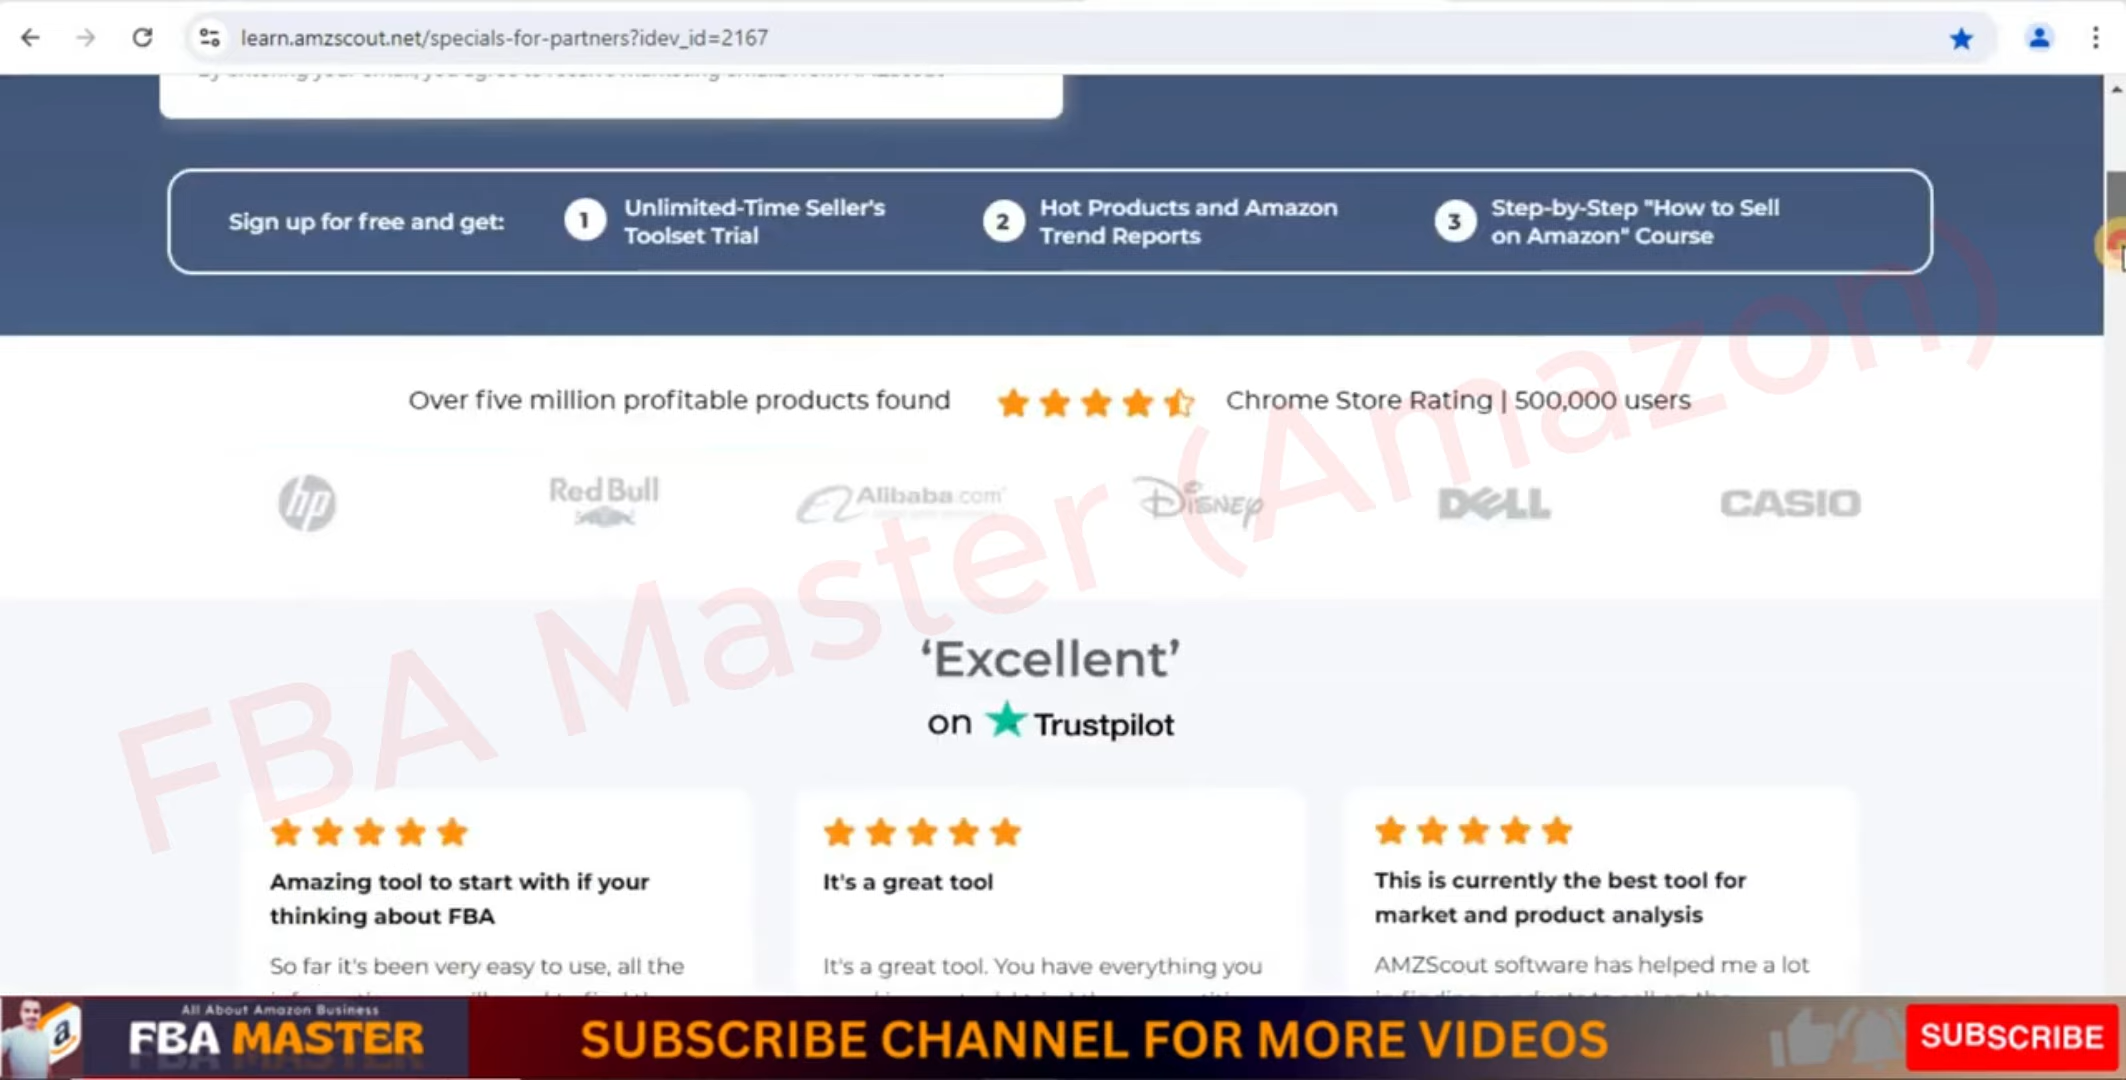 learn.amzscout.net/specials-for-partners?idev_id=2167
Sign up for free and get:
1
Unlimited-Time Seller's
Toolset Trial
2
Hot Products and Amazon
Trend Reports
3
Step-by-Step "How to Sell
on Amazon" Course
Over five million profitable products found
Chrome Store Rating | 500,000 users
hp
Red Bull
Alibaba.com
Disney
DELL
CASIO
FBA Master (Amazon)
‘Excellent’
on Trustpilot
Amazing tool to start with if your
thinking about FBA
So far it's been very easy to use, all the
It's a great tool
It's a great tool. You have everything you
This is currently the best tool for
market and product analysis
AMZScout software has helped me a lot
All About Amazon Business
FBA MASTER
SUBSCRIBE CHANNEL FOR MORE VIDEOS
SUBSCRIBE